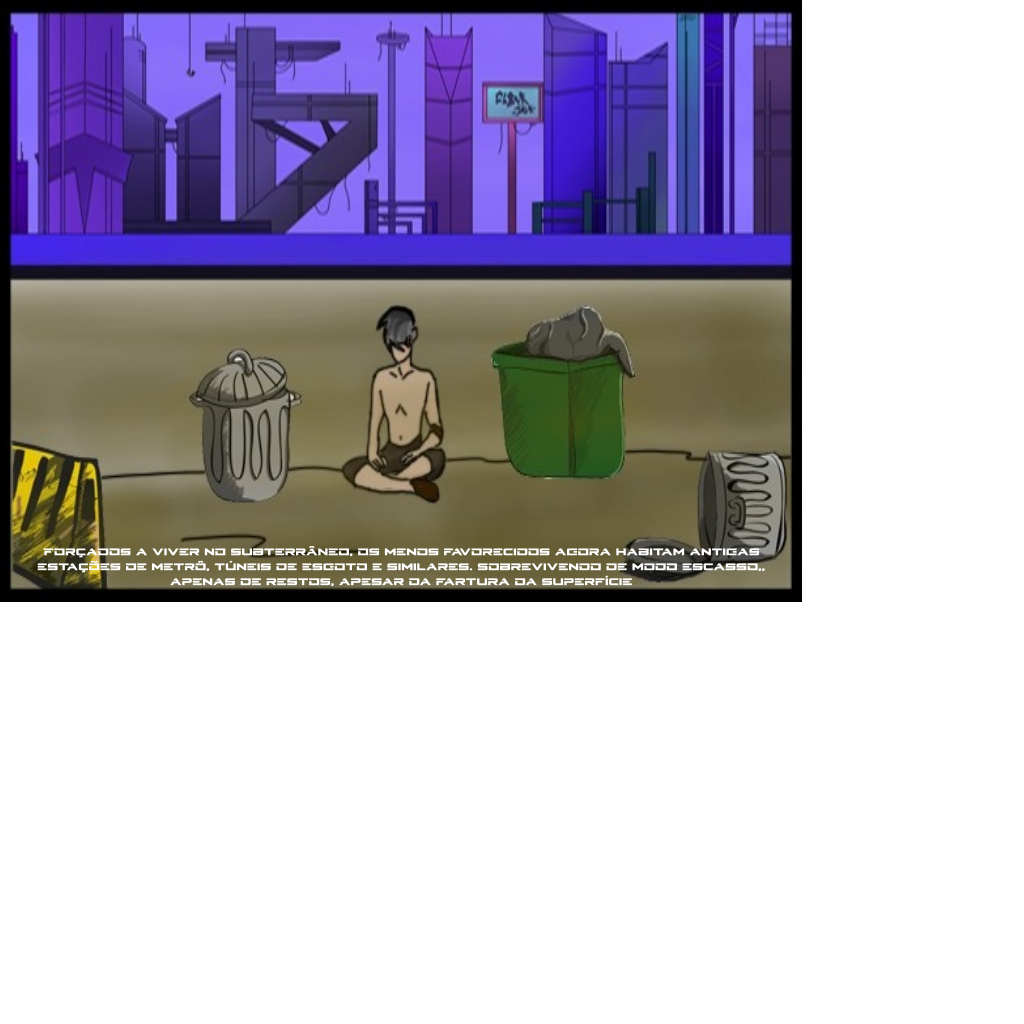 FORÇADOS A VIVER NO SUBTERRÂNEO, OS MENOS FAVORECIDOS AGORA HABITAM ANTIGAS
ESTAÇÕES DE METRÔ, TÚNEIS DE ESGOTO E SIMILARES. SOBREVIVENDO DE MODO ESCASSO..
APENAS DE RESTOS, APESAR DA FARTURA DA SUPERFÍCIE